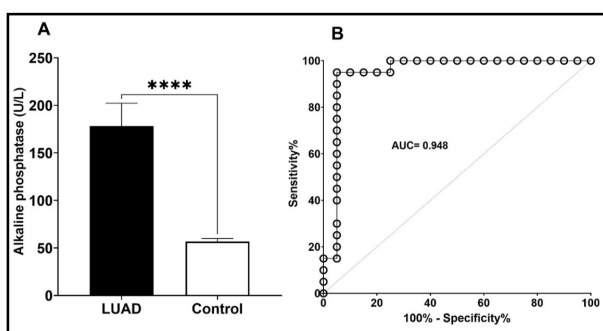 A
Alkaline phosphatase (U/L)
250
200
150
100
50
0
****
LUAD
Control
B
Sensitivity%
100
80
60
40
20
0
AUC= 0.948
0
20
40
60
80
100
100% - Specificity%